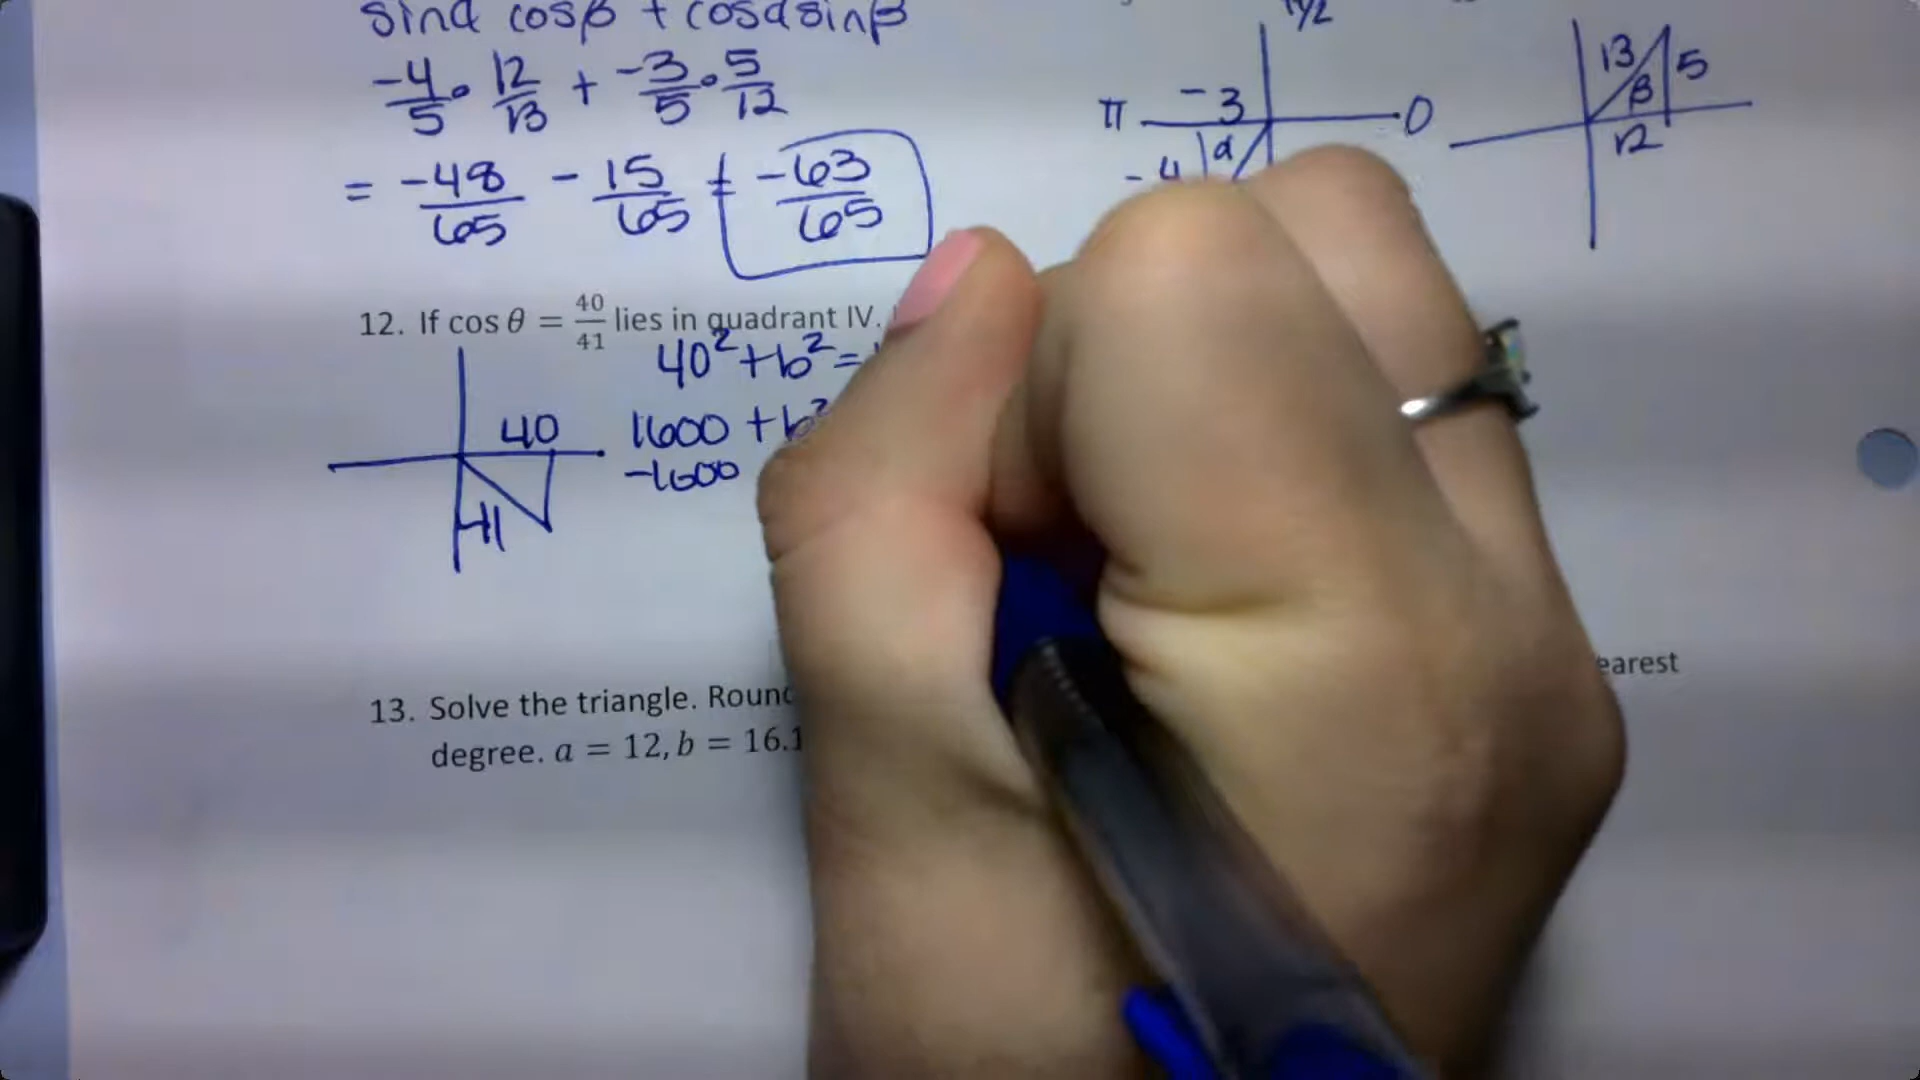 sinα cosβ + cosα sinβ
-4/5 · 12/13 + -3/5 · 5/12
= -48/65 - 15/65 = -63/65
π/2
π -3 0
-4 α
13 5
β
12
12. If cos θ = 40/41 lies in quadrant IV.
40² + b² =
1600 + b²
-1600
40
41
13. Solve the triangle. Round earest
degree. a = 12, b = 16.1